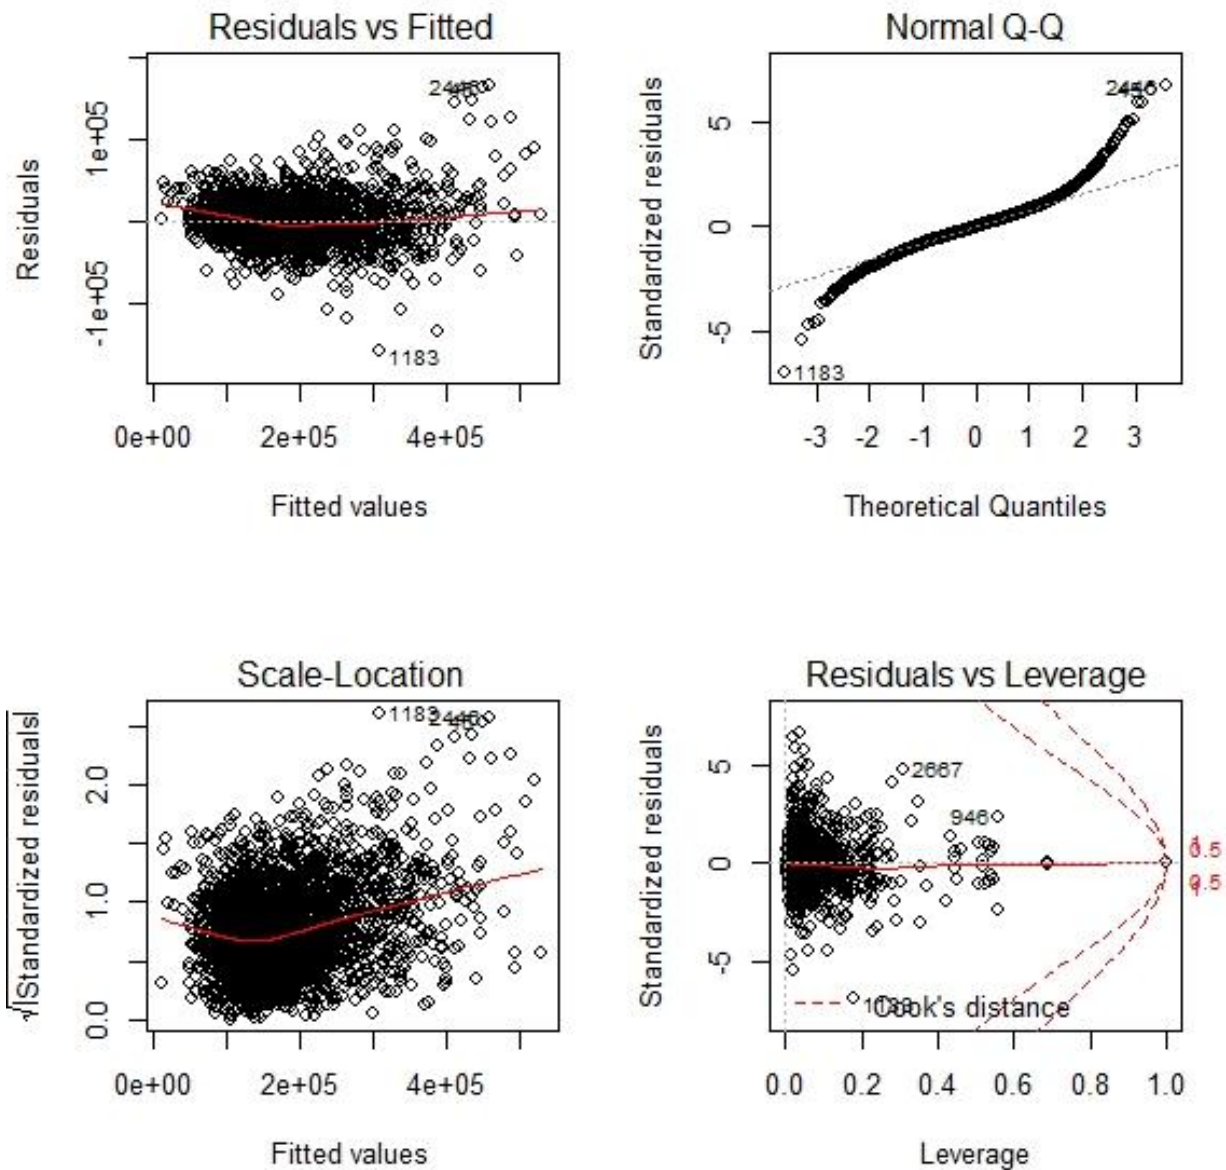 Residuals vs Fitted
Residuals
1e+05
-1e+05
1183
0e+00 2e+05 4e+05
Fitted values
Normal Q-Q
Standardized residuals
5
0
-5
1183
-3 -2 -1 0 1 2 3
Theoretical Quantiles
Scale-Location
√|Standardized residuals|
2.0
1.0
0.0
1183
0e+00 2e+05 4e+05
Fitted values
Residuals vs Leverage
Standardized residuals
5
0
-5
2667
946
0.5
0.5
Cook's distance
0.0 0.2 0.4 0.6 0.8 1.0
Leverage